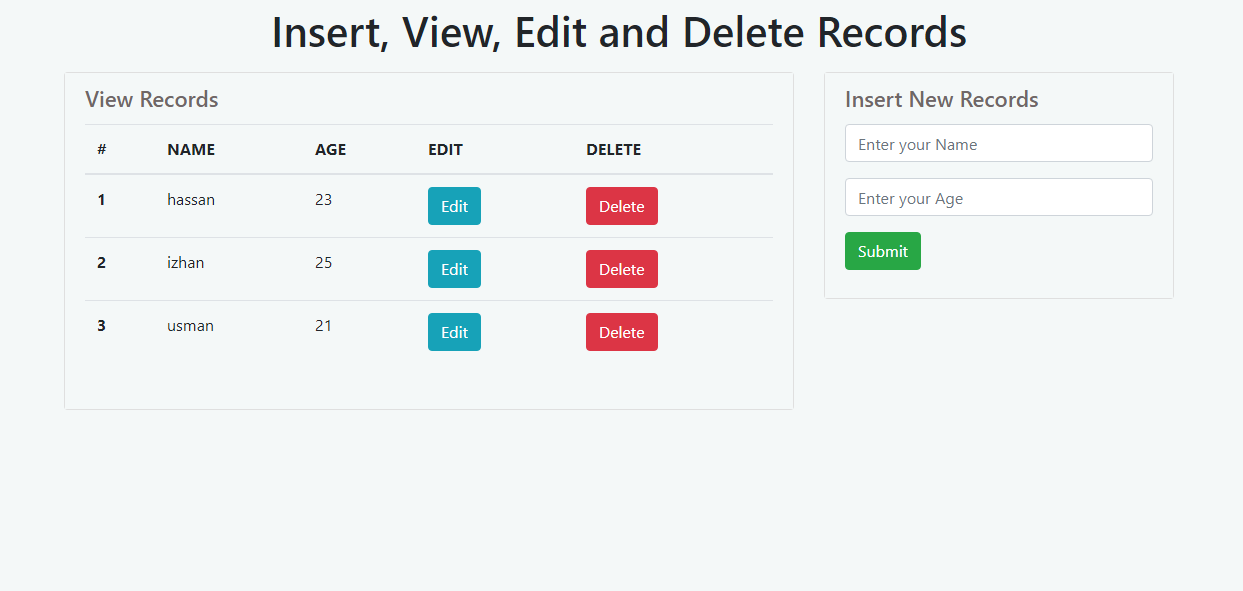 Insert, View, Edit and Delete Records
View Records
# NAME AGE EDIT DELETE
1 hassan 23 Edit Delete
2 izhan 25 Edit Delete
3 usman 21 Edit Delete
Insert New Records
Enter your Name
Enter your Age
Submit